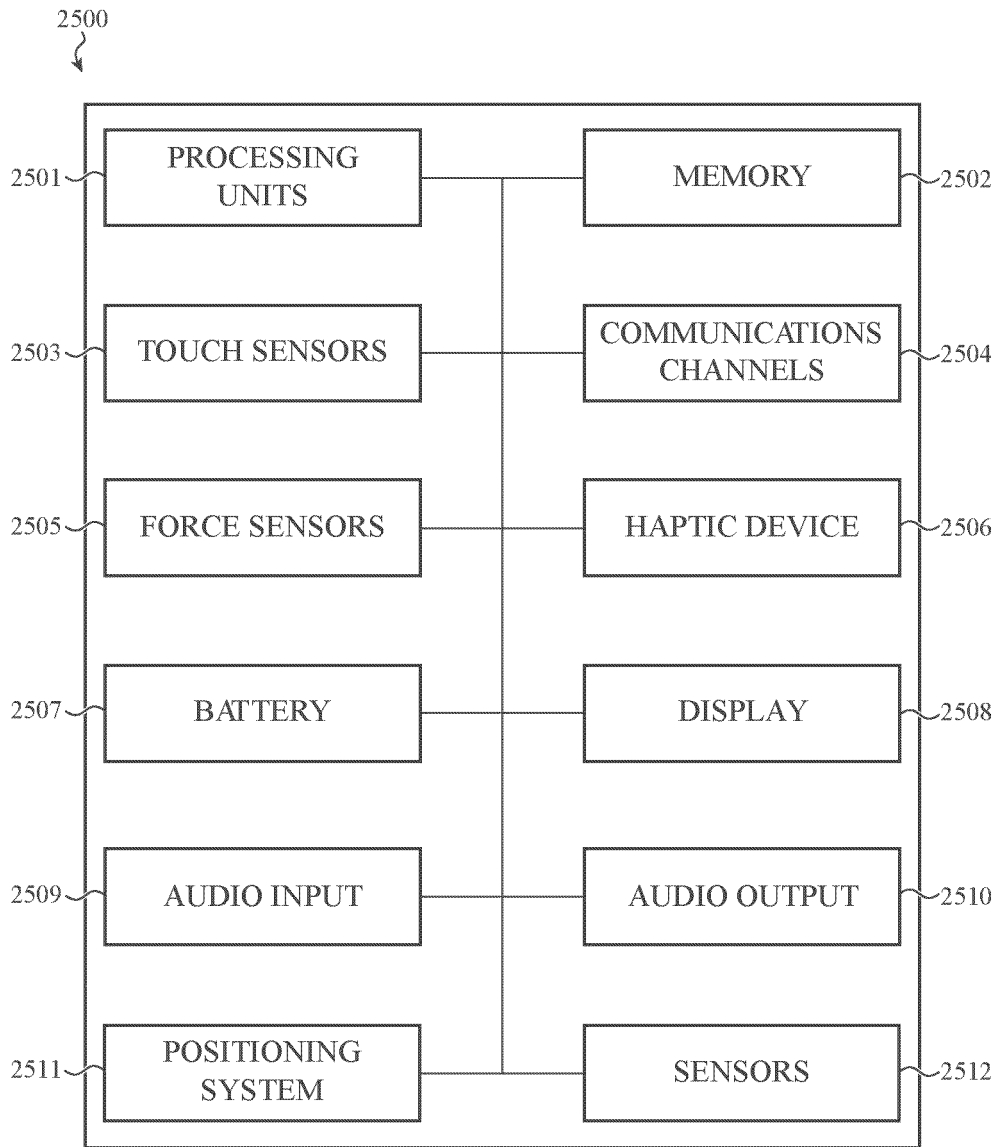 2500
2501
PROCESSING
UNITS
MEMORY
2502
2503
TOUCH SENSORS
COMMUNICATIONS
CHANNELS
2504
2505
FORCE SENSORS
HAPTIC DEVICE
2506
2507
BATTERY
DISPLAY
2508
2509
AUDIO INPUT
AUDIO OUTPUT
2510
2511
POSITIONING
SYSTEM
SENSORS
2512